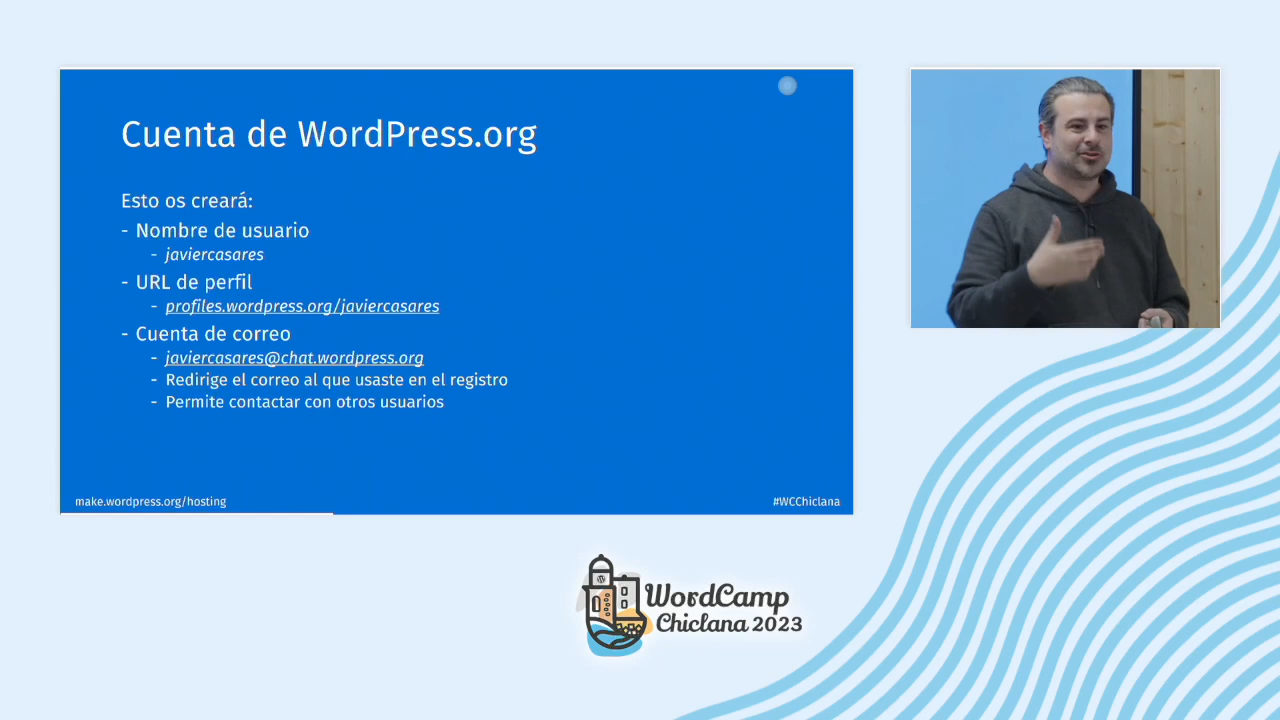 Cuenta de WordPress.org
Esto os creará:
- Nombre de usuario
- javiercasares
- URL de perfil
- profiles.wordpress.org/javiercasares
- Cuenta de correo
- javiercasares@chat.wordpress.org
- Redirige el correo al que usaste en el registro
- Permite contactar con otros usuarios
make.wordpress.org/hosting
#WCChiclana
WordCamp
Chiclana 2023